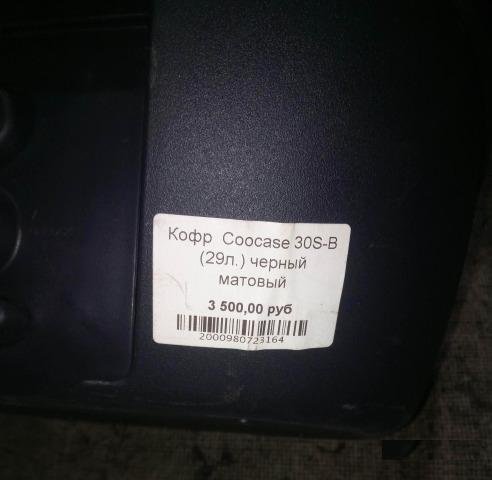 Кофр Coocase 30S-B
(29л.) черный
матовый
3 500,00 руб
2000980723164